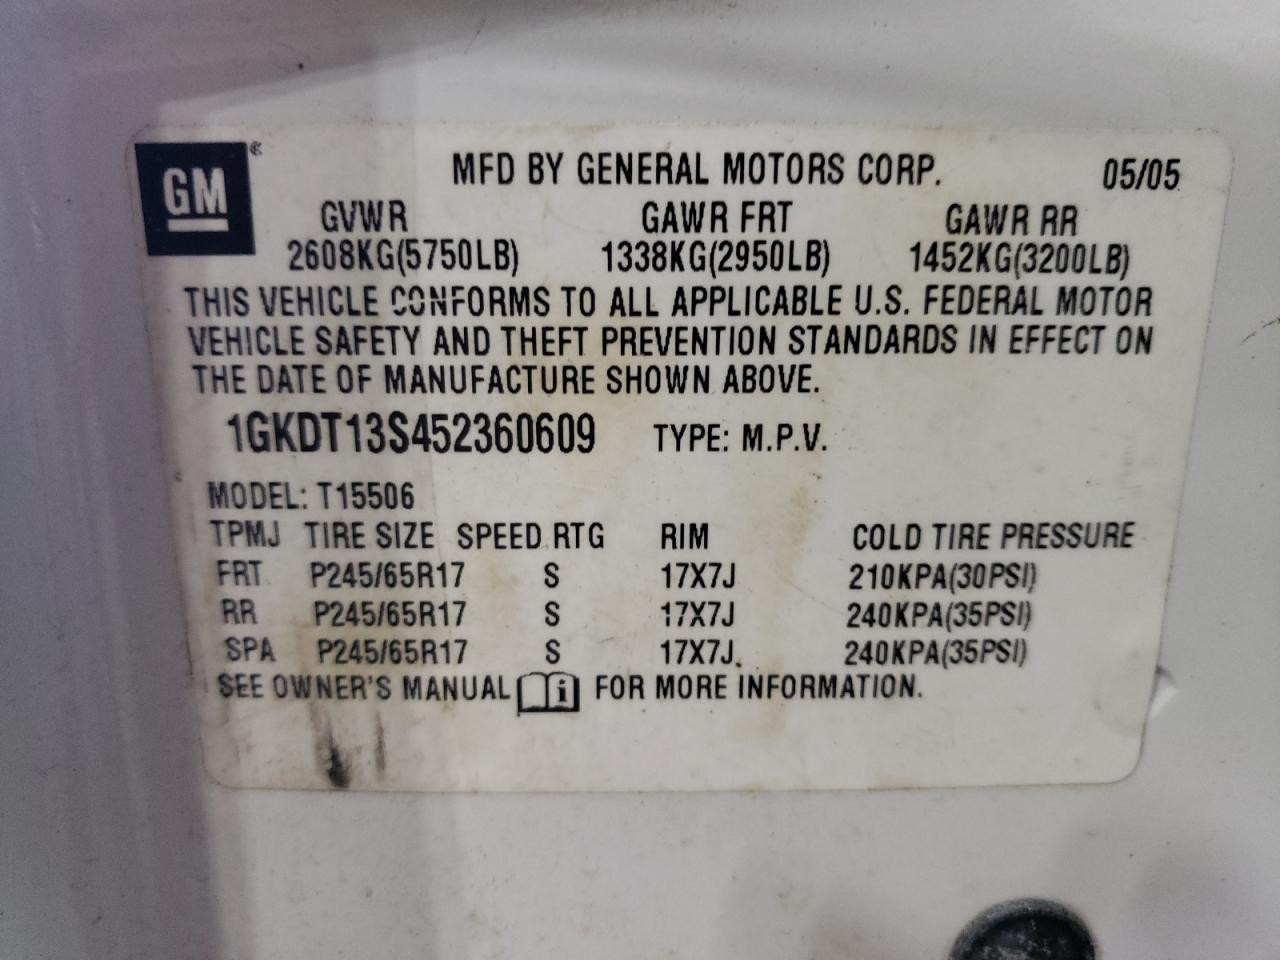 GM
MFD BY GENERAL MOTORS CORP. 05/05
GVWR GAWR FRT GAWR RR
2608KG(5750LB) 1338KG(2950LB) 1452KG(3200LB)
THIS VEHICLE CONFORMS TO ALL APPLICABLE U.S. FEDERAL MOTOR
VEHICLE SAFETY AND THEFT PREVENTION STANDARDS IN EFFECT ON
THE DATE OF MANUFACTURE SHOWN ABOVE.
1GKDT13S452360609 TYPE: M.P.V.
MODEL: T15506
TPMJ TIRE SIZE SPEED RTG RIM COLD TIRE PRESSURE
FRT P245/65R17 S 17X7J 210KPA(30PSI)
RR P245/65R17 S 17X7J 240KPA(35PSI)
SPA P245/65R17 S 17X7J 240KPA(35PSI)
SEE OWNER'S MANUAL i FOR MORE INFORMATION.